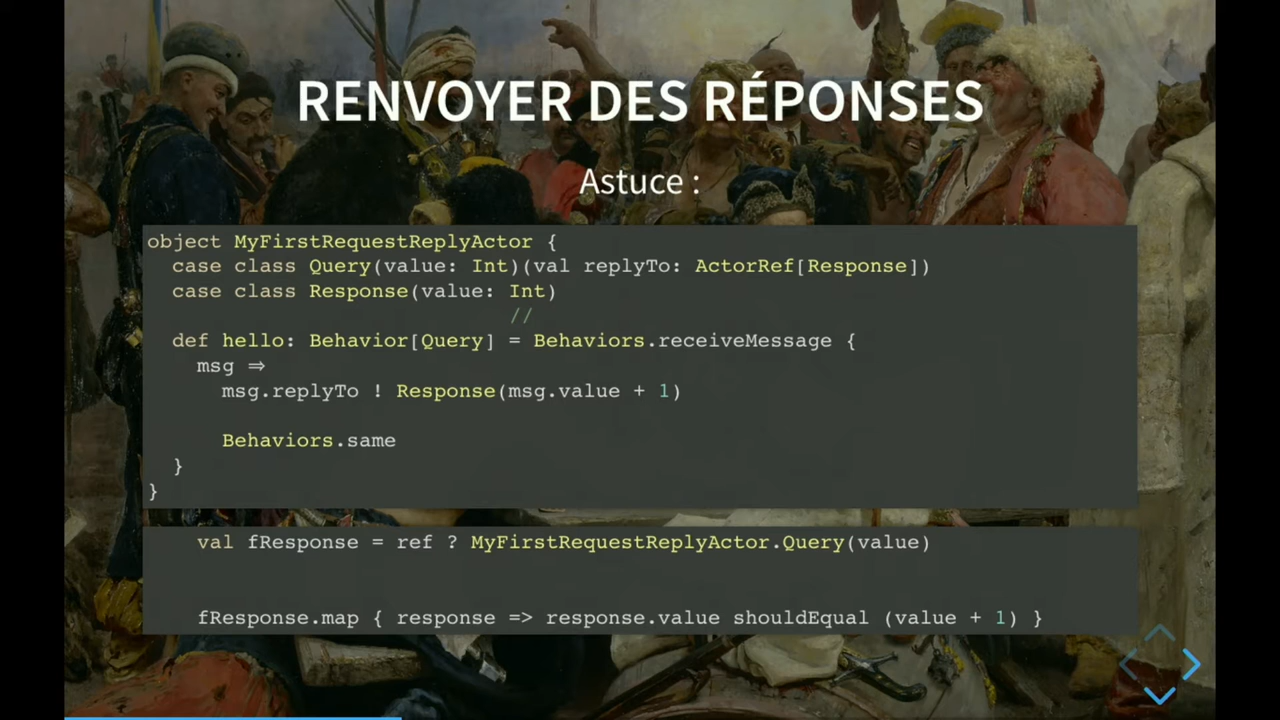 RENVOYER DES RÉPONSES
Astuce :
object MyFirstRequestReplyActor {
  case class Query(value: Int)(val replyTo: ActorRef[Response])
  case class Response(value: Int)
                             //
  def hello: Behavior[Query] = Behaviors.receiveMessage {
    msg ⇒
      msg.replyTo ! Response(msg.value + 1)
      Behaviors.same
  }
}
    val fResponse = ref ? MyFirstRequestReplyActor.Query(value)
    fResponse.map { response => response.value shouldEqual (value + 1) }